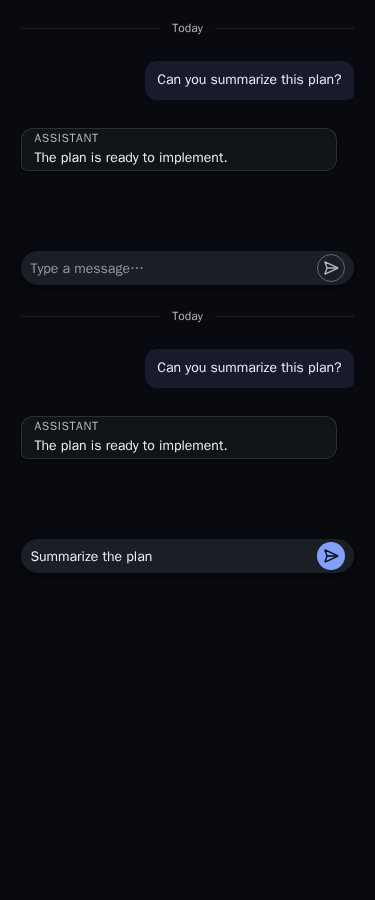 Today
Can you summarize this plan?
ASSISTANT
The plan is ready to implement.
Type a message···
Today
Can you summarize this plan?
ASSISTANT
The plan is ready to implement.
Summarize the plan